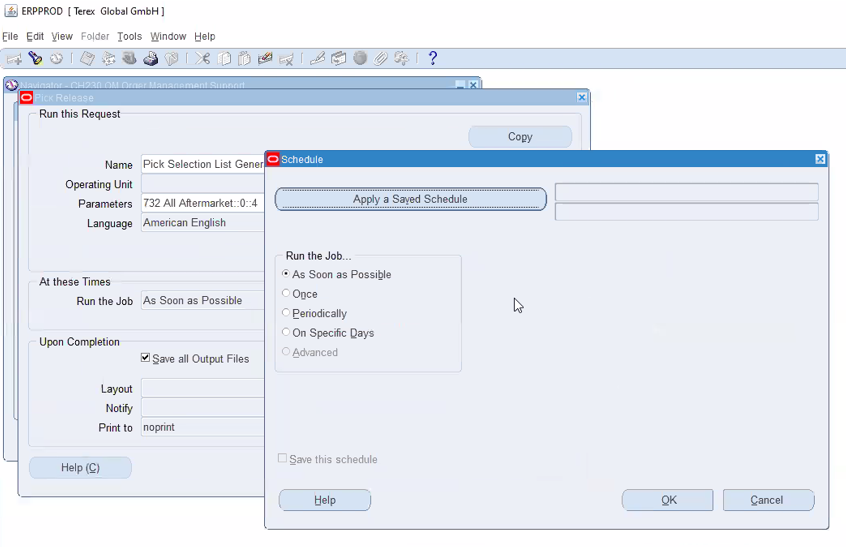 ERPPROD [ Terex Global GmbH ]
File Edit View Folder Tools Window Help
Navigator - CH230 OM Order Management Support
Pick Release
Run this Request
Copy
Name Pick Selection List Gener
Operating Unit
Parameters 732 All Aftermarket::0::4
Language American English
At these Times
Run the Job As Soon as Possible
Upon Completion
Save all Output Files
Layout
Notify
Print to noprint
Help (C)
Schedule
Apply a Saved Schedule
Run the Job...
As Soon as Possible
Once
Periodically
On Specific Days
Advanced
Save this schedule
Help OK Cancel